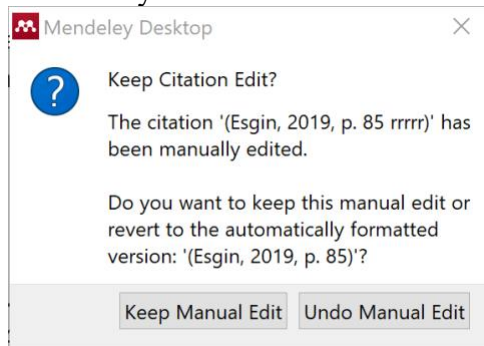 Mendeley Desktop
Keep Citation Edit?
The citation '(Esgin, 2019, p. 85 rrrrr)' has
been manually edited.
Do you want to keep this manual edit or
revert to the automatically formatted
version: '(Esgin, 2019, p. 85)'?
Keep Manual Edit Undo Manual Edit